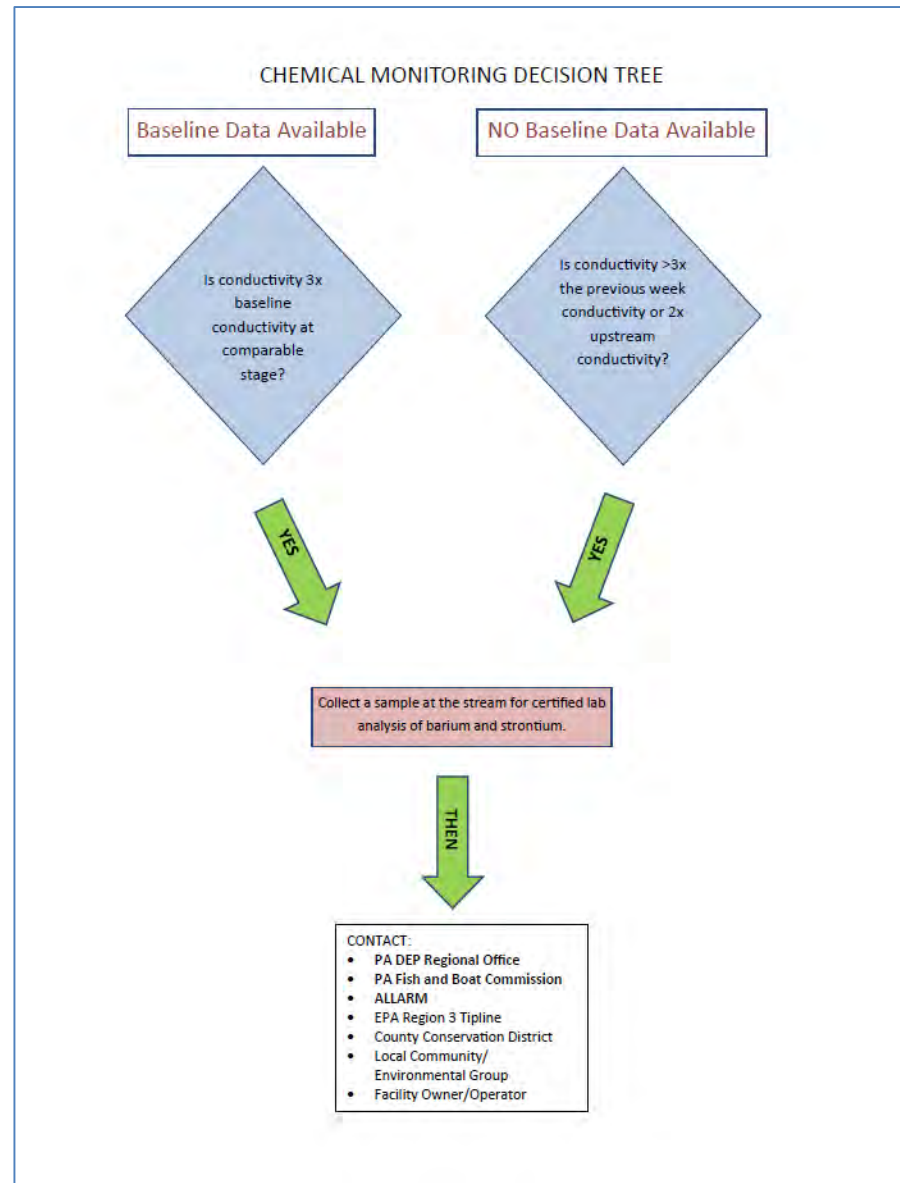 CHEMICAL MONITORING DECISION TREE
Baseline Data Available
NO Baseline Data Available
Is conductivity 3x
baseline
conductivity at
comparable
stage?
Is conductivity >3x
the previous week
conductivity or 2x
upstream
conductivity?
YES
YES
Collect a sample at the stream for certified lab
analysis of barium and strontium.
THEN
CONTACT:
• PA DEP Regional Office
• PA Fish and Boat Commission
• ALLARM
• EPA Region 3 Tipline
• County Conservation District
• Local Community/
Environmental Group
• Facility Owner/Operator